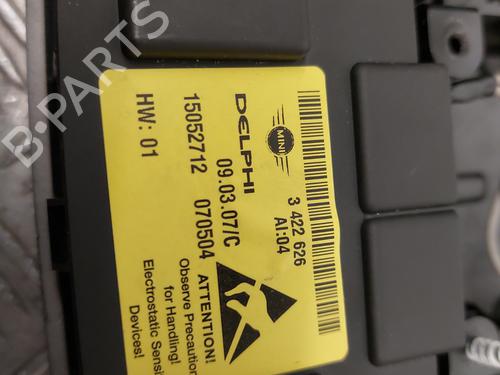 B-PARTS
MINI
3 422 626
AI:04
DELPHI
09.03.07/C
15052712
070504
HW: 01
ATTENTION!
Observe Precaution
for Handling!
Electrostatic Sensi
Devices!